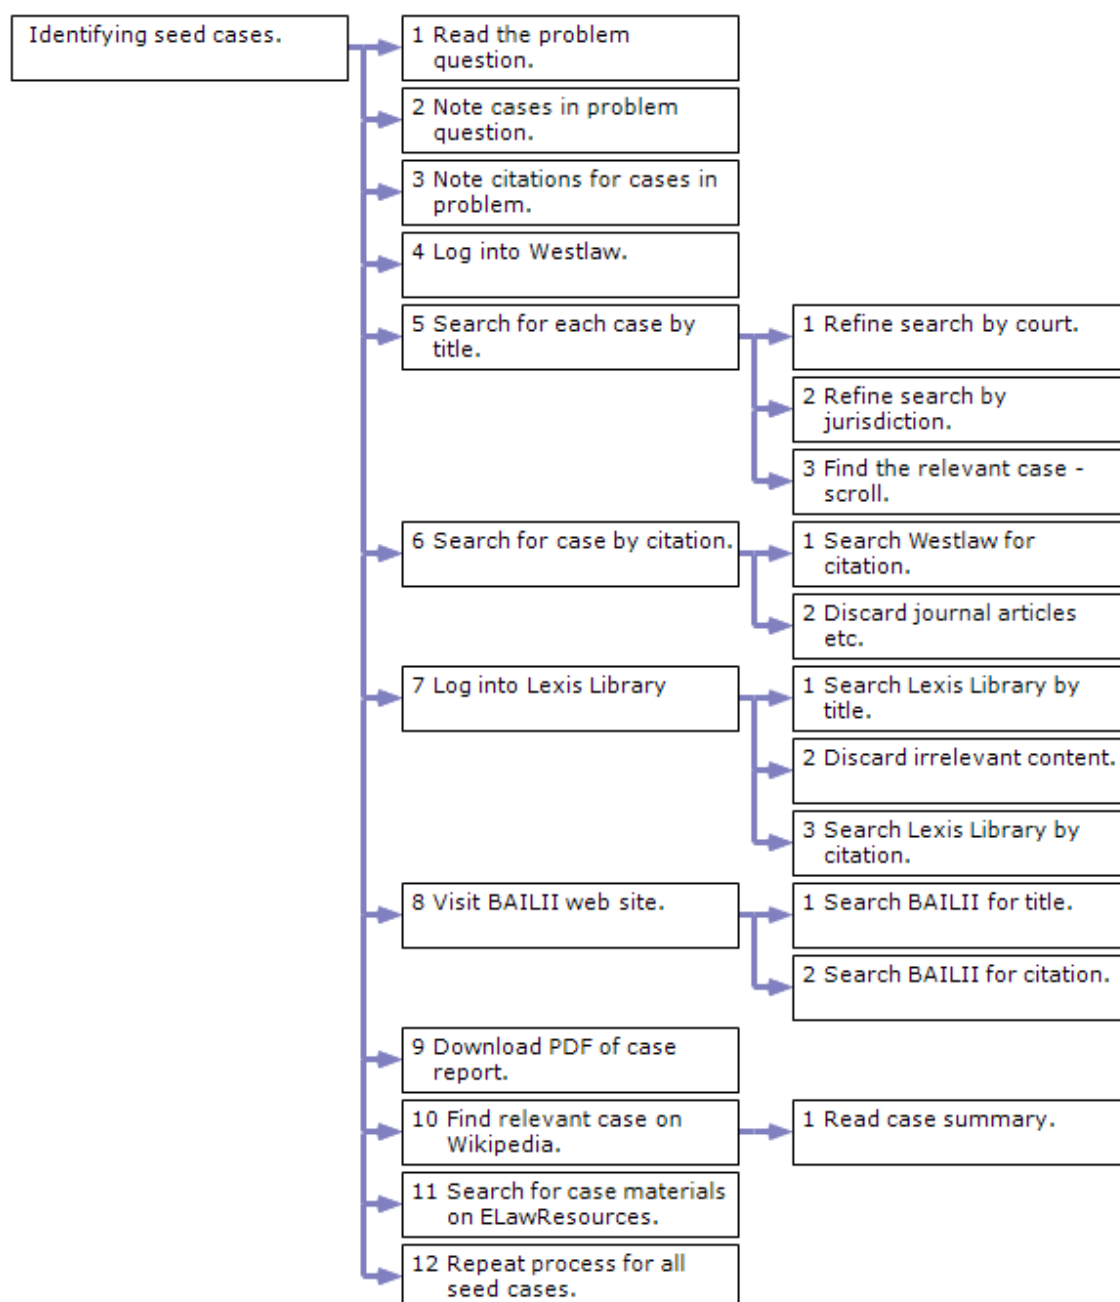 Identifying seed cases.
1 Read the problem
question.
2 Note cases in problem
question.
3 Note citations for cases in
problem.
4 Log into Westlaw.
5 Search for each case by
title.
1 Refine search by court.
2 Refine search by
jurisdiction.
3 Find the relevant case -
scroll.
6 Search for case by citation.
1 Search Westlaw for
citation.
2 Discard journal articles
etc.
7 Log into Lexis Library
1 Search Lexis Library by
title.
2 Discard irrelevant content.
3 Search Lexis Library by
citation.
8 Visit BAILII web site.
1 Search BAILII for title.
2 Search BAILII for citation.
9 Download PDF of case
report.
10 Find relevant case on
Wikipedia.
1 Read case summary.
11 Search for case materials
on ELawResources.
12 Repeat process for all
seed cases.